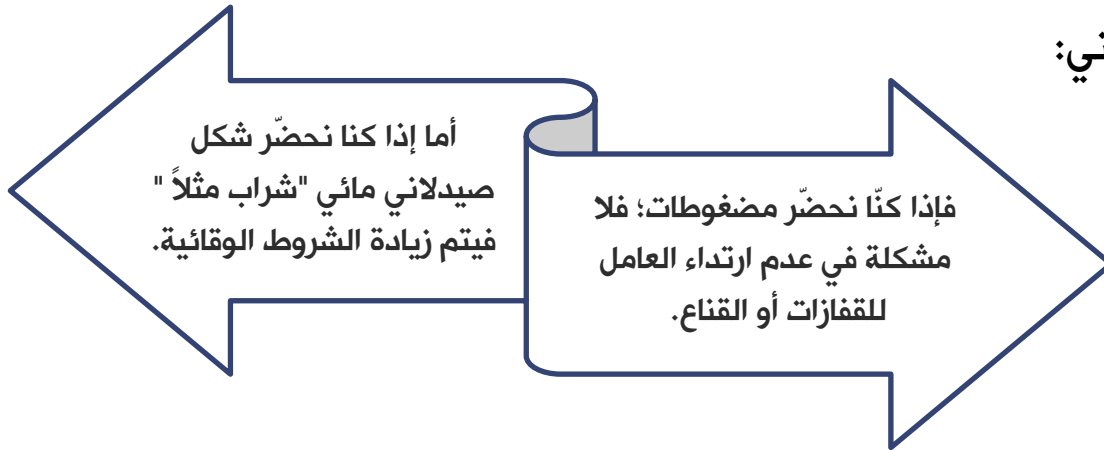 ني:
فإذا كنّا نحضّر مضغوطات؛ فلا
مشكلة في عدم ارتداء العامل
للقفازات أو القناع.
أما إذا كنا نحضّر شكل
صيدلاني مائي "شراب مثلاً "
فيتم زيادة الشروط الوقائية.